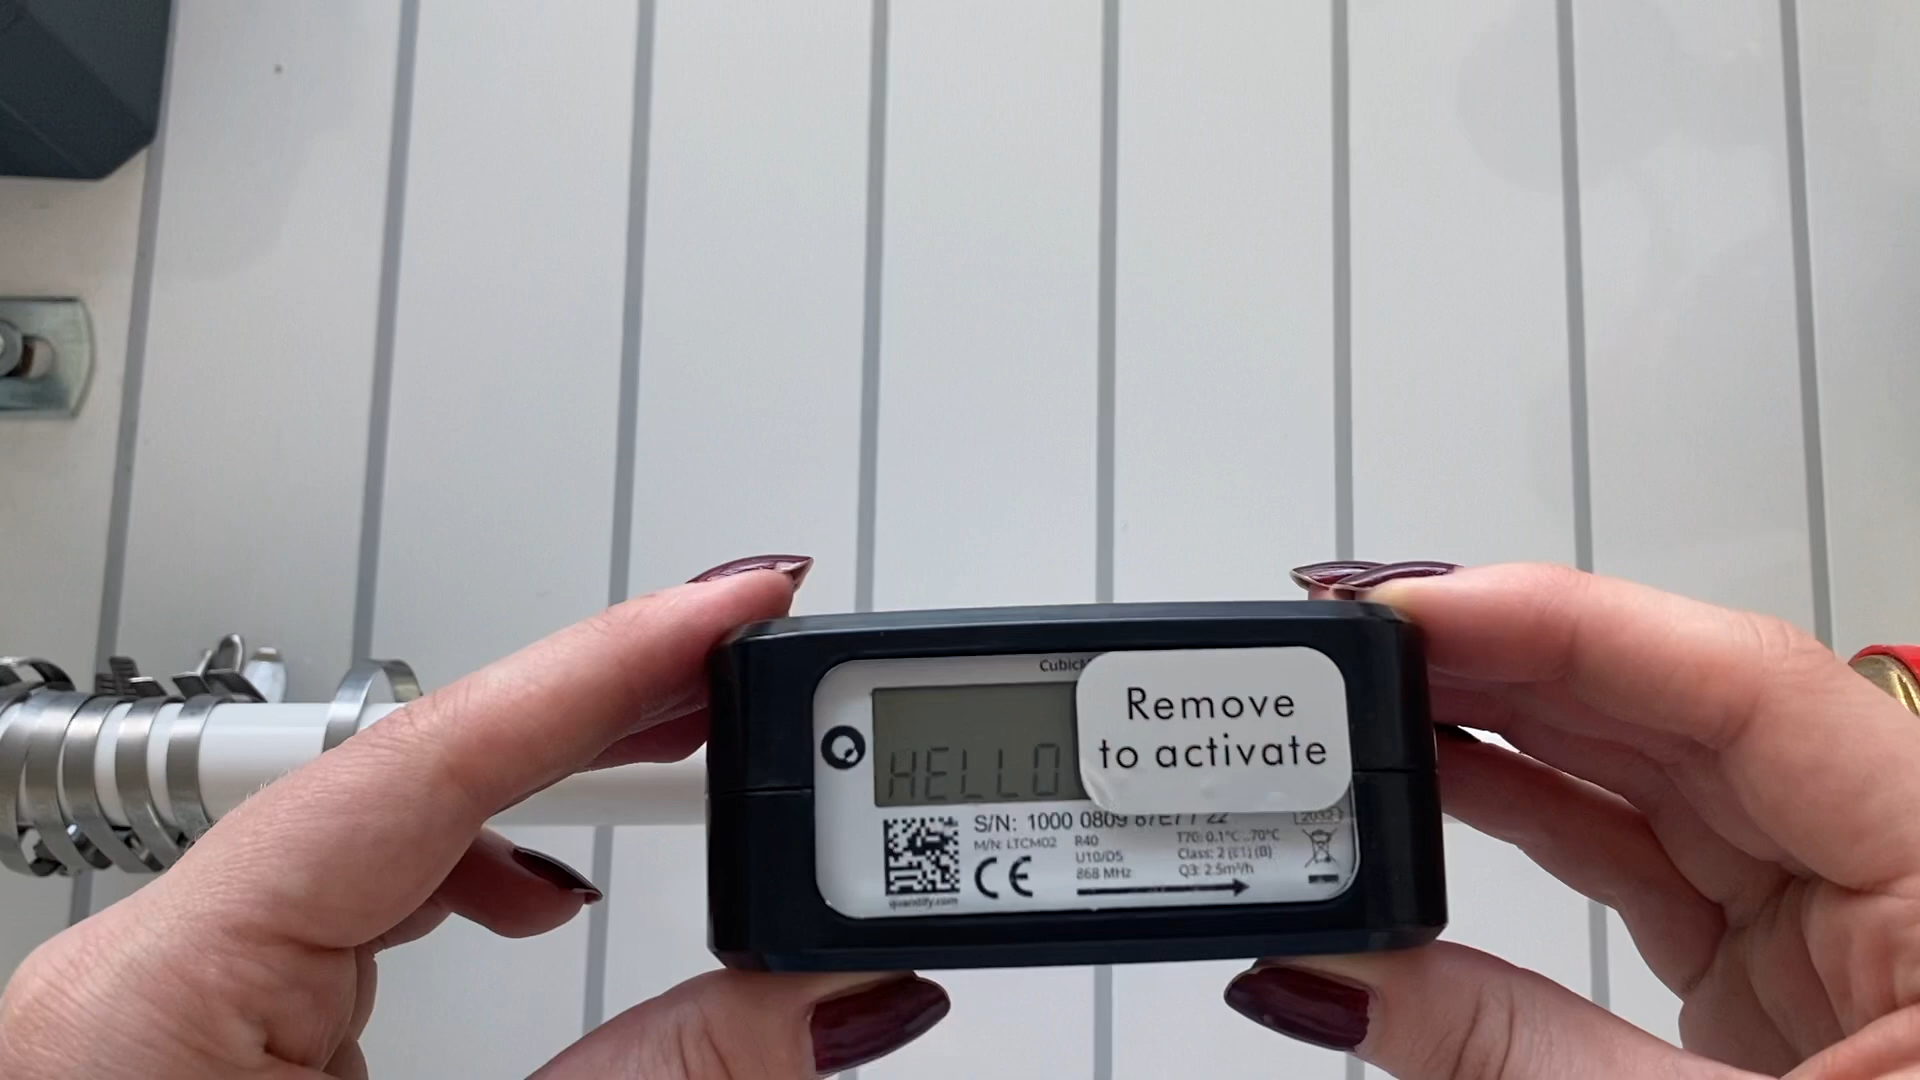 Remove
to activate
HELLO
S/N: 1000 0809
M/N: LTCM02
R40
U10/D5
868 MHz
T70: 0.1°C...70°C
Class: 2 (B)
Q3: 2.5m³/h
CE
quandify.com